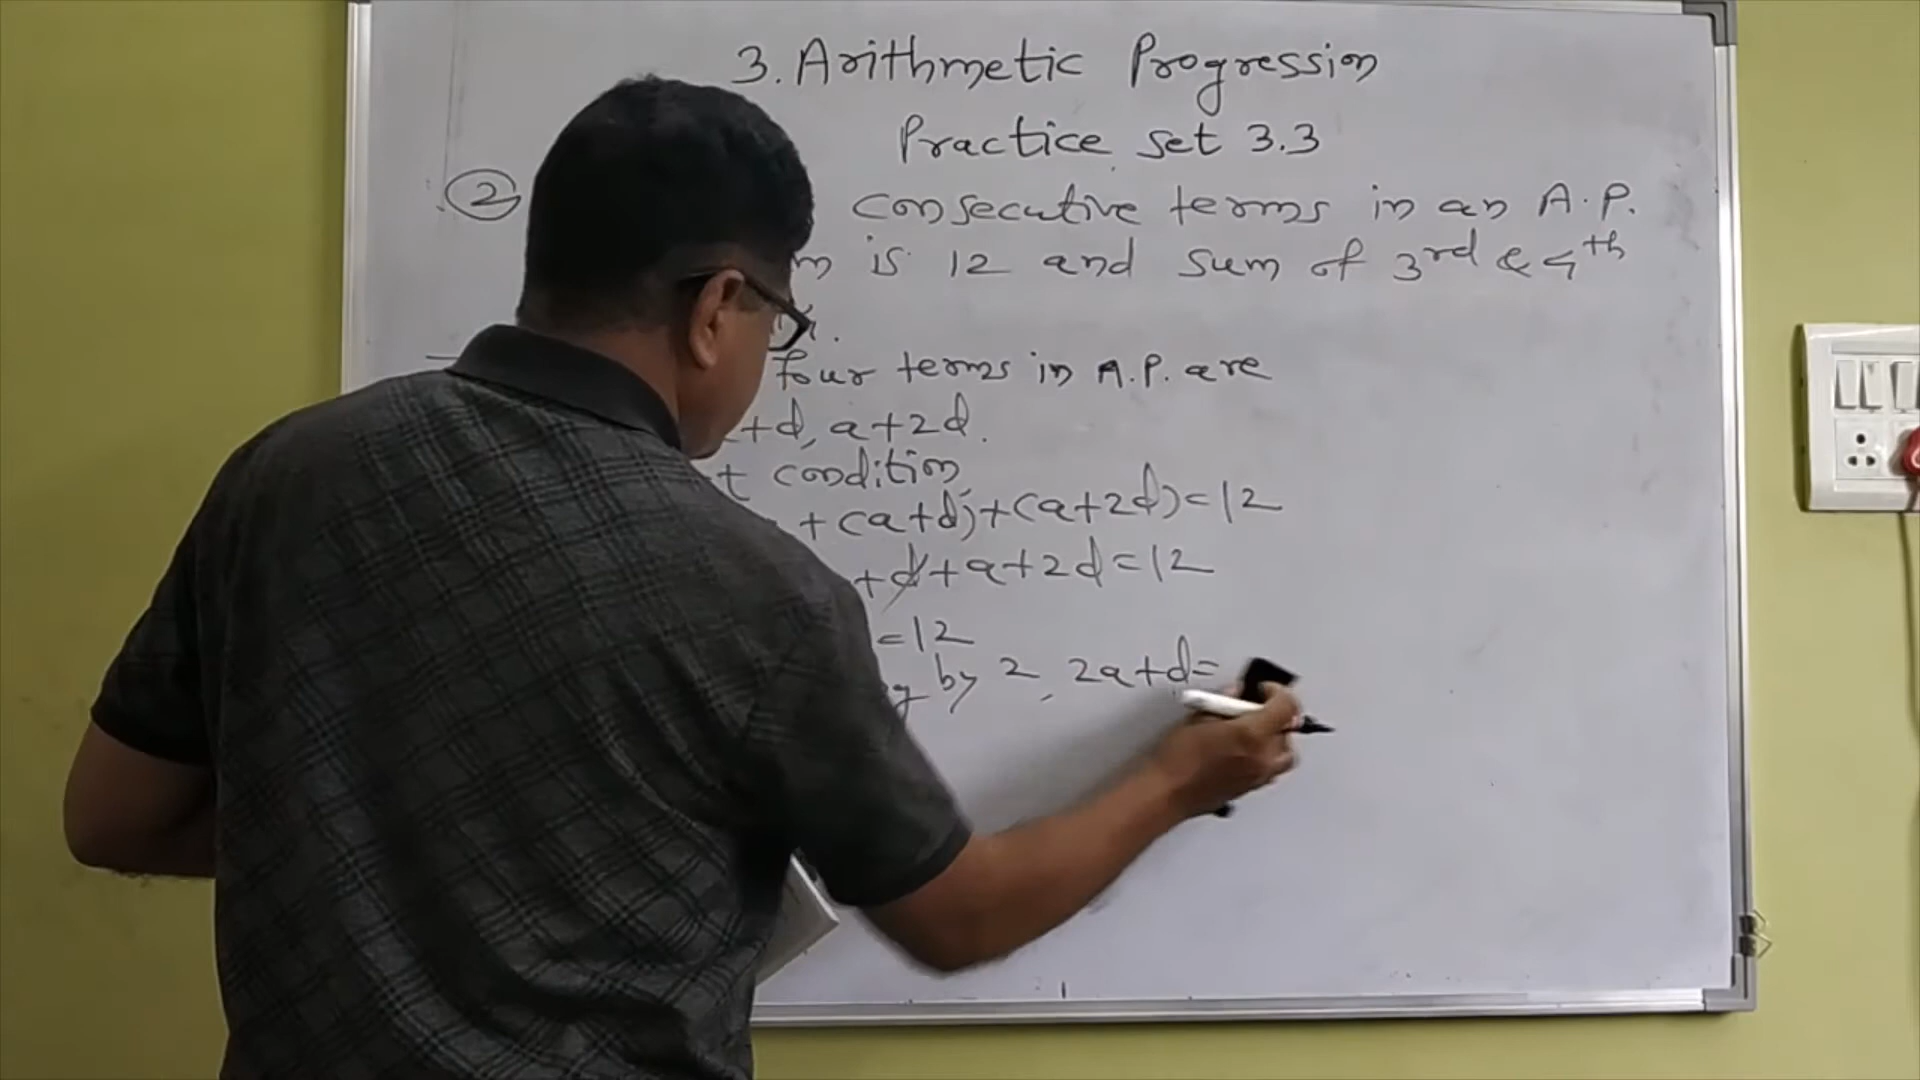 3. Arithmetic Progression
Practice set 3.3
2 consecutive terms in an A.P.
is 12 and sum of 3rd & 4th
four terms in A.P. are
+d, a+2d.
condition,
+(a+d)+(a+2d)=12
+d+a+2d=12
=12
by 2, 2a+d=